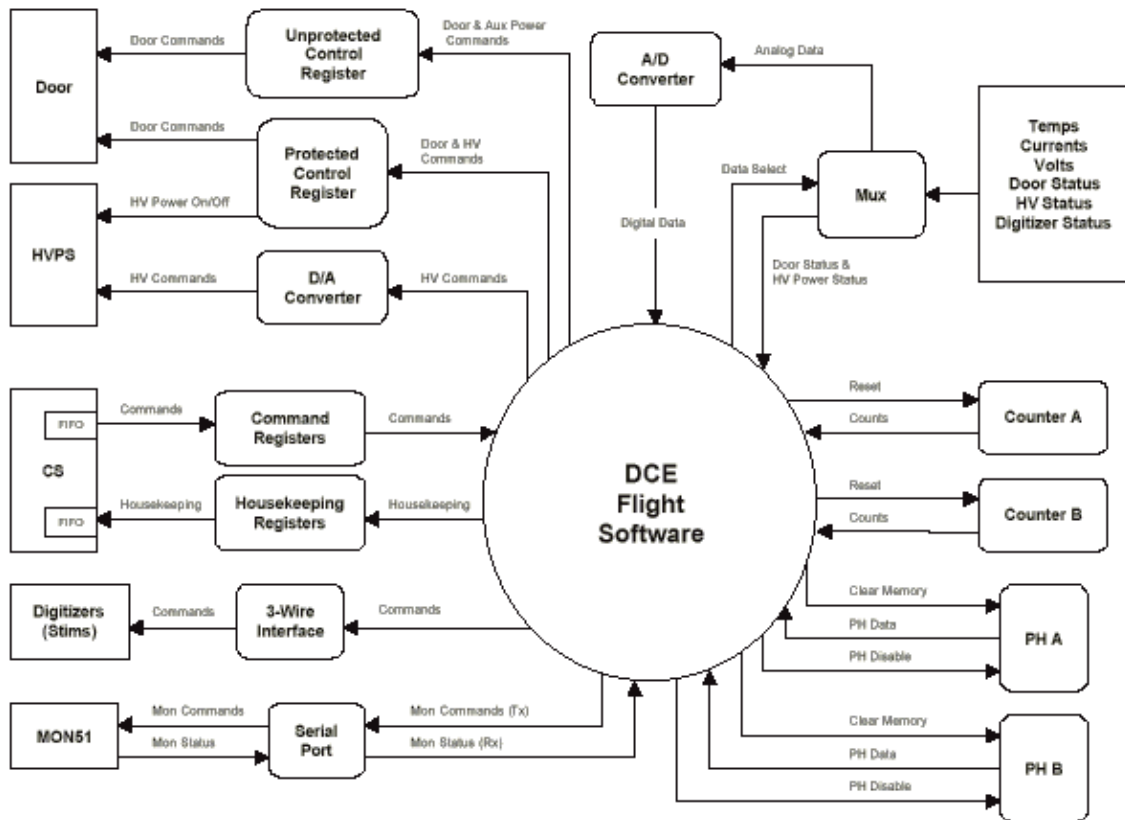 Door
Door Commands
Unprotected
Control
Register
Door & Aux Power
Commands
A/D
Converter
Analog Data
Door Commands
Protected
Control
Register
Door & HV
Commands
HV Power On/Off
HVPS
HV Commands
D/A
Converter
HV Commands
Digital Data
Data Select
Mux
Door Status &
HV Power Status
Temps
Currents
Volts
Door Status
HV Status
Digitizer Status
CS
FIFO
FIFO
Commands
Command
Registers
Commands
Housekeeping
Housekeeping
Registers
Housekeeping
DCE
Flight
Software
Reset
Counts
Counter A
Reset
Counts
Counter B
Digitizers
(Stims)
Commands
3-Wire
Interface
Commands
Clear Memory
PH Data
PH Disable
PH A
MON51
Mon Commands
Mon Status
Serial
Port
Mon Commands (Tx)
Mon Status (Rx)
Clear Memory
PH Data
PH Disable
PH B